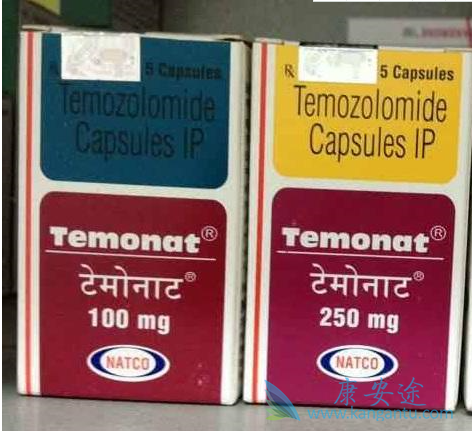 5 Capsules
Temozolomide
Capsules IP
Temonat®
टेमोनाट®
100 mg
NATCO
℞ 5 Capsules
Temozolomide
Capsules IP
Temonat®
टेमोनाट®
250 mg
NATCO
康安途
www.kangantu.com